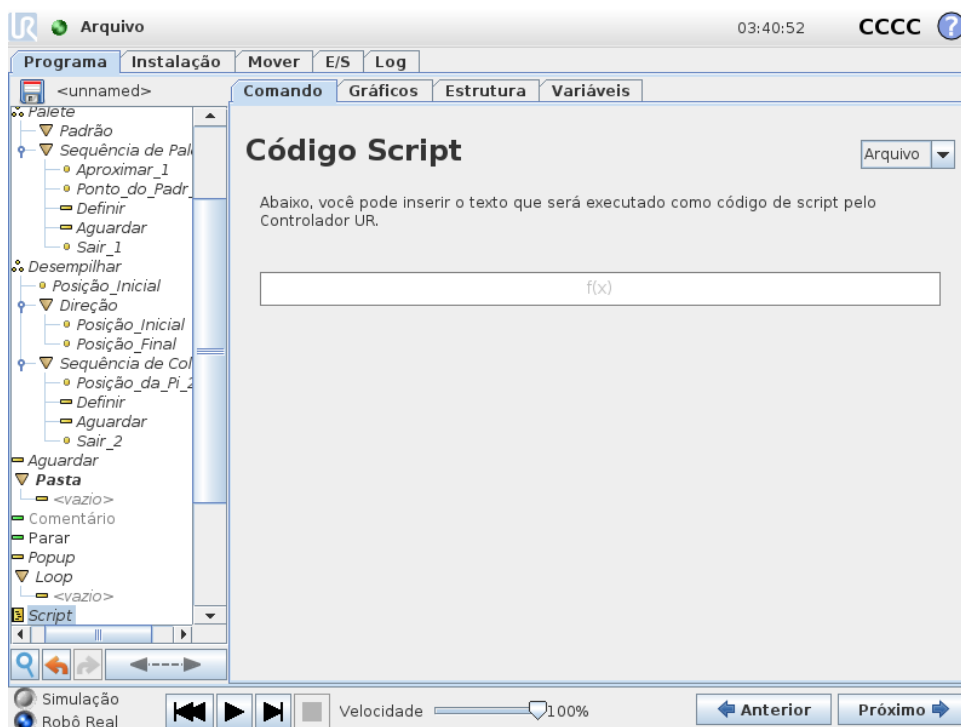 UR Arquivo 03:40:52 CCCC ?
Programa Instalação Mover E/S Log
<unnamed>
Comando Gráficos Estrutura Variáveis
Palete
Padrão
Sequência de Pal
Aproximar_1
Ponto_do_Padr_
Definir
Aguardar
Sair_1
Desempilhar
Posição_Inicial
Direção
Posição_Inicial
Posição_Final
Sequência de Col
Posição_da_Pi_2
Definir
Aguardar
Sair_2
Aguardar
Pasta
<vazio>
Comentário
Parar
Popup
Loop
<vazio>
Script
Código Script
Arquivo
Abaixo, você pode inserir o texto que será executado como código de script pelo
Controlador UR.
f(x)
Simulação
Robô Real
Velocidade 100%
Anterior Próximo